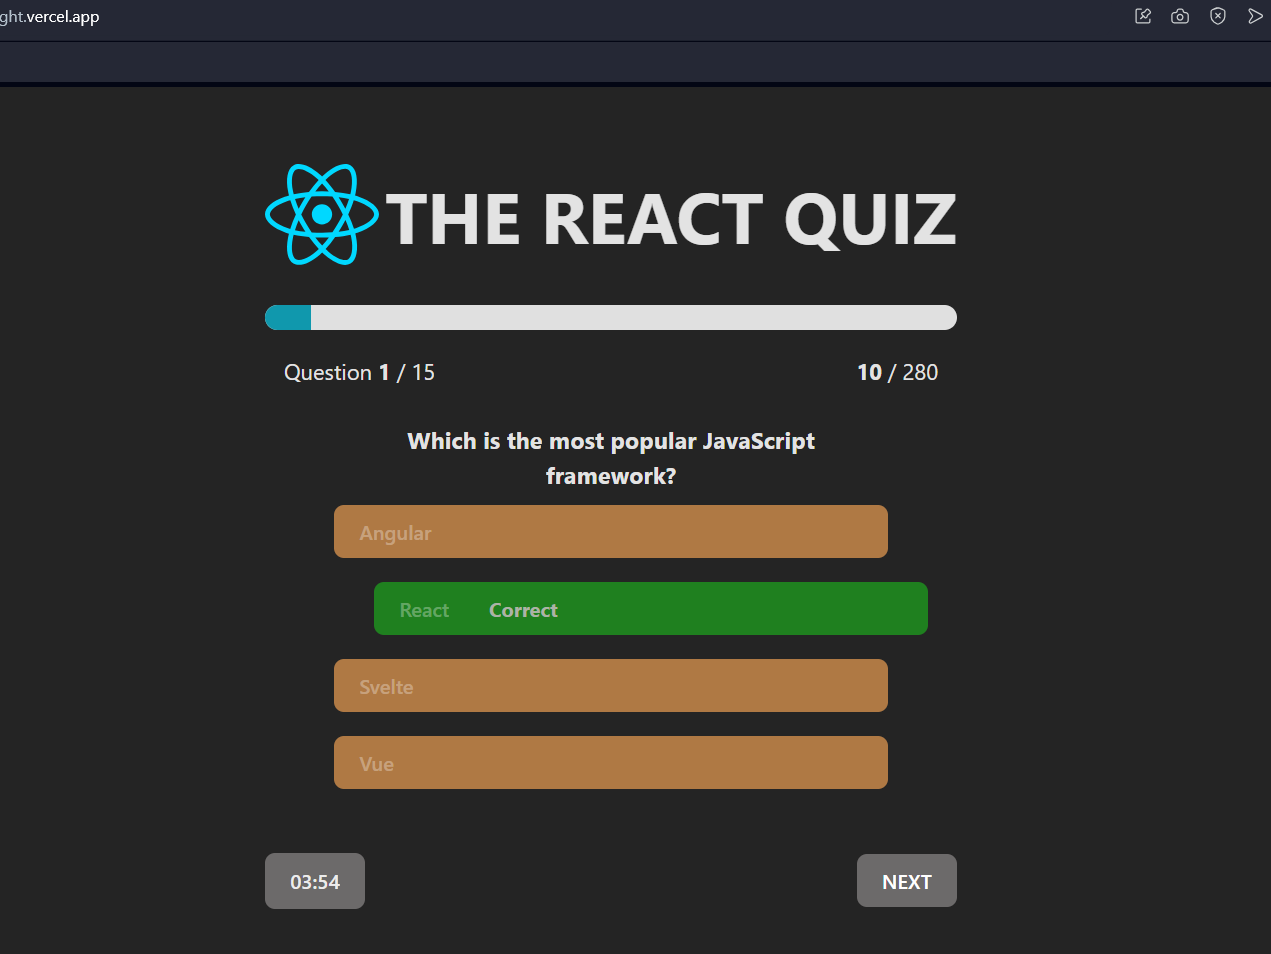 ght.vercel.app
THE REACT QUIZ
Question 1 / 15
10 / 280
Which is the most popular JavaScript
framework?
Angular
React Correct
Svelte
Vue
03:54
NEXT